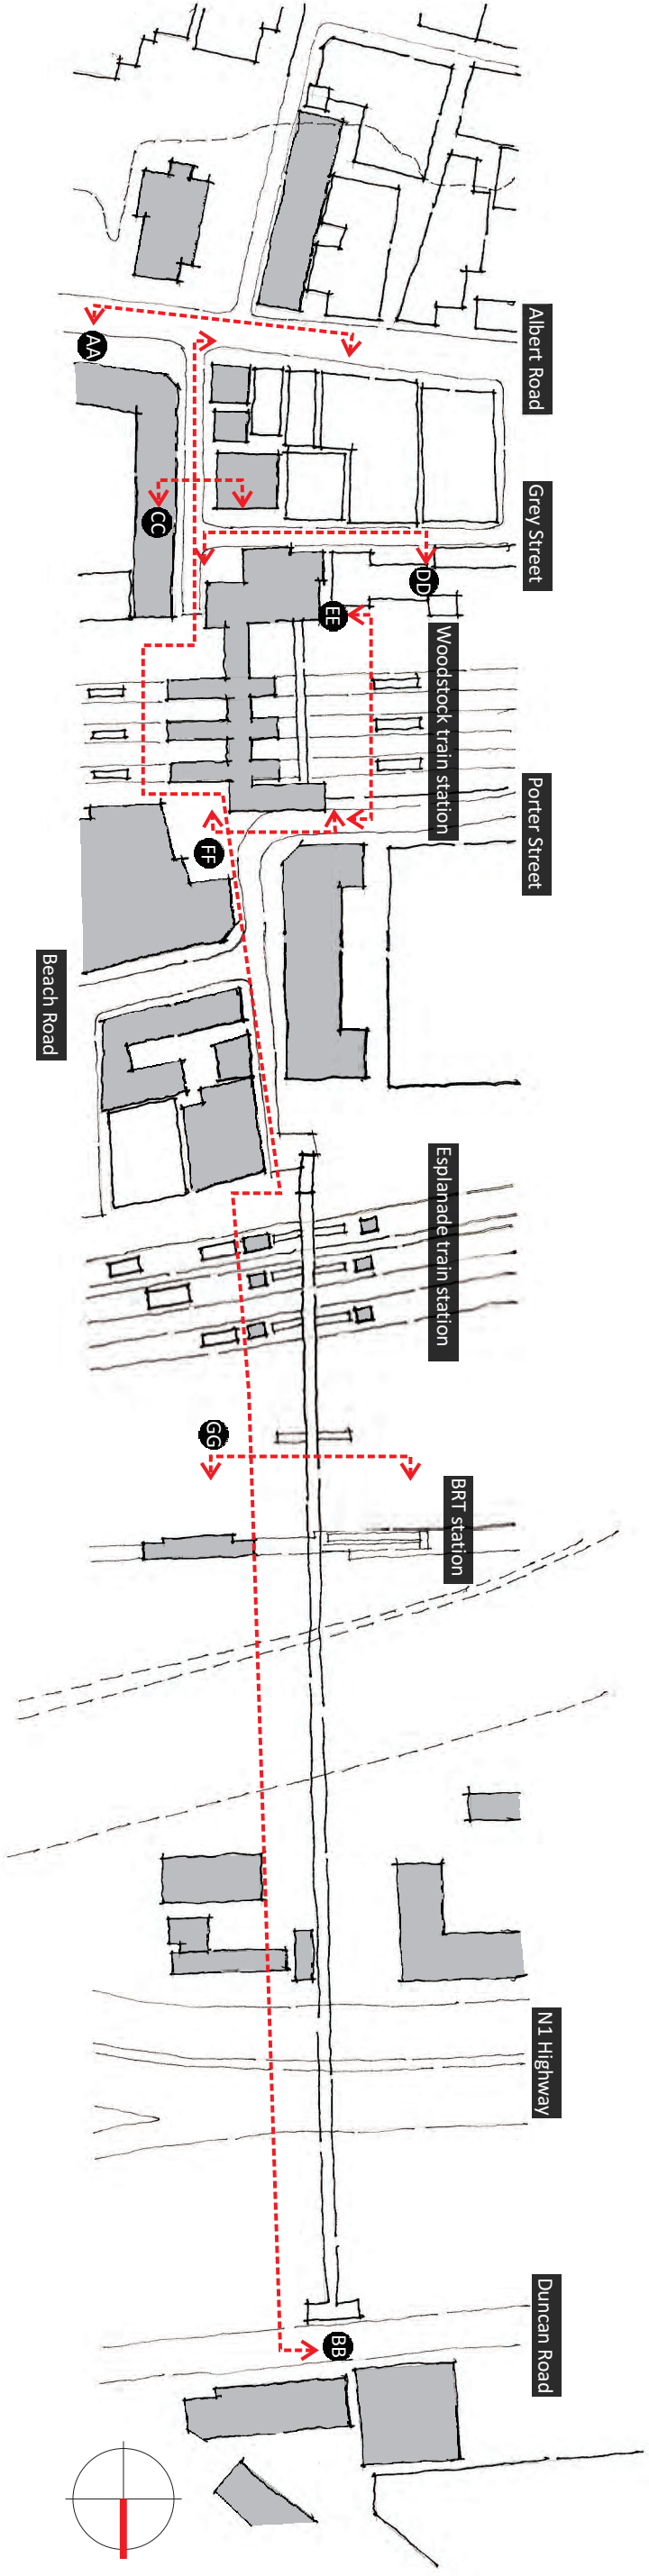 Albert Road
AA
Grey Street
CC
DD
EE
Woodstock train station
Porter Street
FF
Beach Road
Esplanade train station
GG
BRT station
N1 Highway
Duncan Road
BB